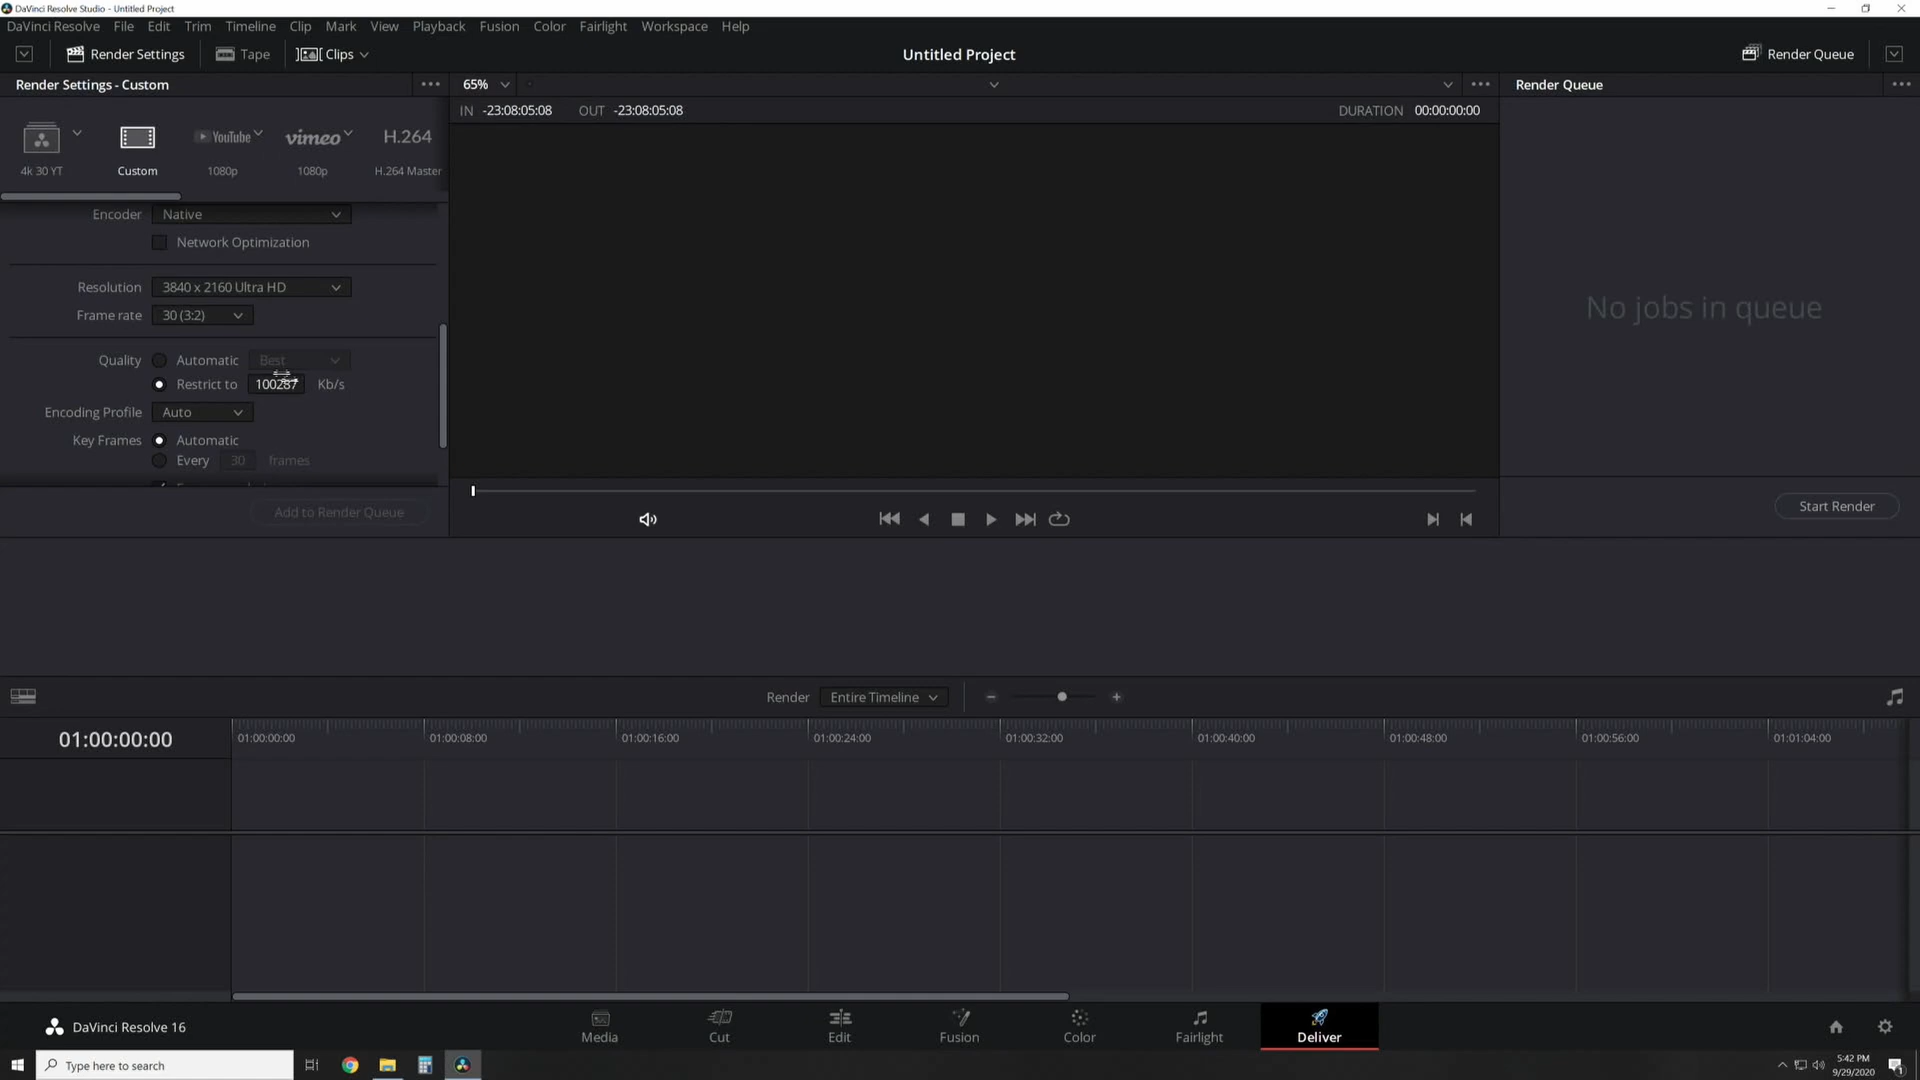 DaVinci Resolve Studio - Untitled Project
DaVinci Resolve File Edit Trim Timeline Clip Mark View Playback Fusion Color Fairlight Workspace Help
Render Settings Tape Clips Untitled Project Render Queue
Render Settings - Custom 65% Render Queue
IN -23:08:05:08 OUT -23:08:05:08 DURATION 00:00:00:00
YouTube vimeo H.264
4k 30 YT Custom 1080p 1080p H.264 Master
Encoder Native
Network Optimization
Resolution 3840 x 2160 Ultra HD
Frame rate 30 (3:2)
No jobs in queue
Quality Automatic Best
Restrict to 100287 Kb/s
Encoding Profile Auto
Key Frames Automatic
Every 30 frames
Add to Render Queue
Start Render
Render Entire Timeline
01:00:00:00
01:00:00:00 01:00:08:00 01:00:16:00 01:00:24:00 01:00:32:00 01:00:40:00 01:00:48:00 01:00:56:00 01:01:04:00
DaVinci Resolve 16
Media Cut Edit Fusion Color Fairlight Deliver
Type here to search
5:42 PM
9/29/2020
1